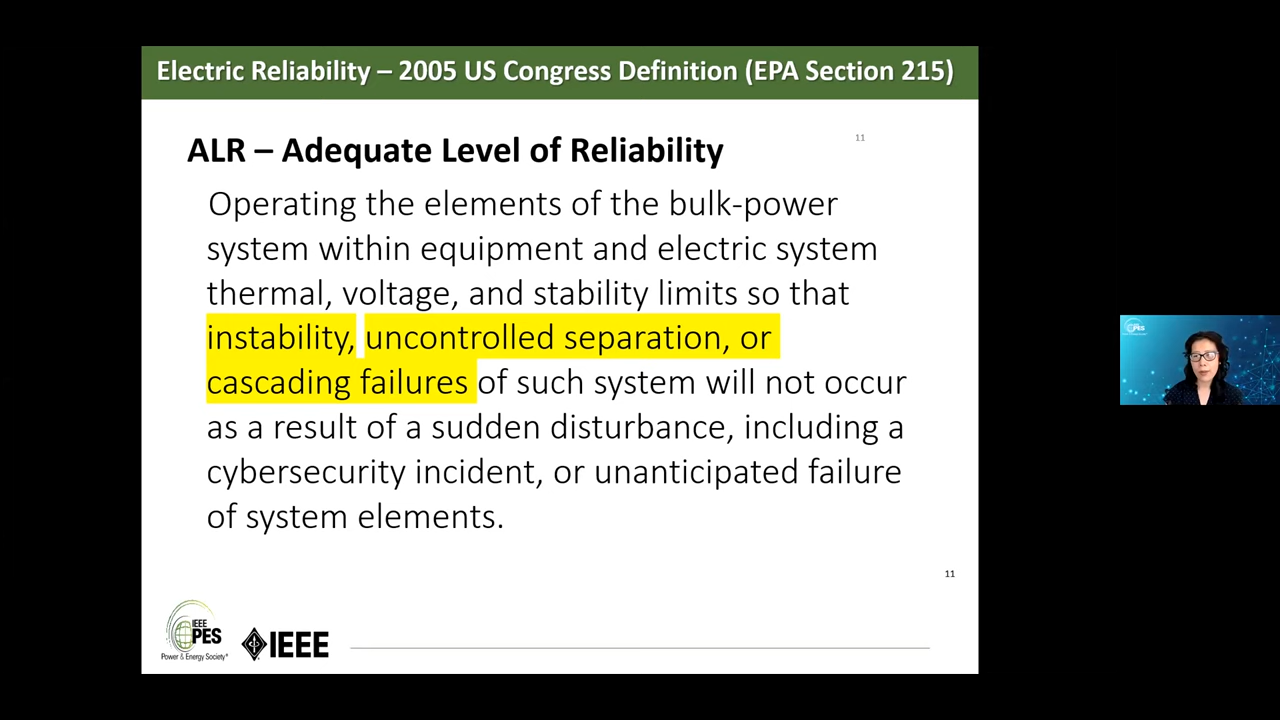 Electric Reliability – 2005 US Congress Definition (EPA Section 215)
ALR – Adequate Level of Reliability
11
Operating the elements of the bulk-power
system within equipment and electric system
thermal, voltage, and stability limits so that
instability, uncontrolled separation, or
cascading failures of such system will not occur
as a result of a sudden disturbance, including a
cybersecurity incident, or unanticipated failure
of system elements.
11
IEEE
PES
Power & Energy Society®
IEEE
PES